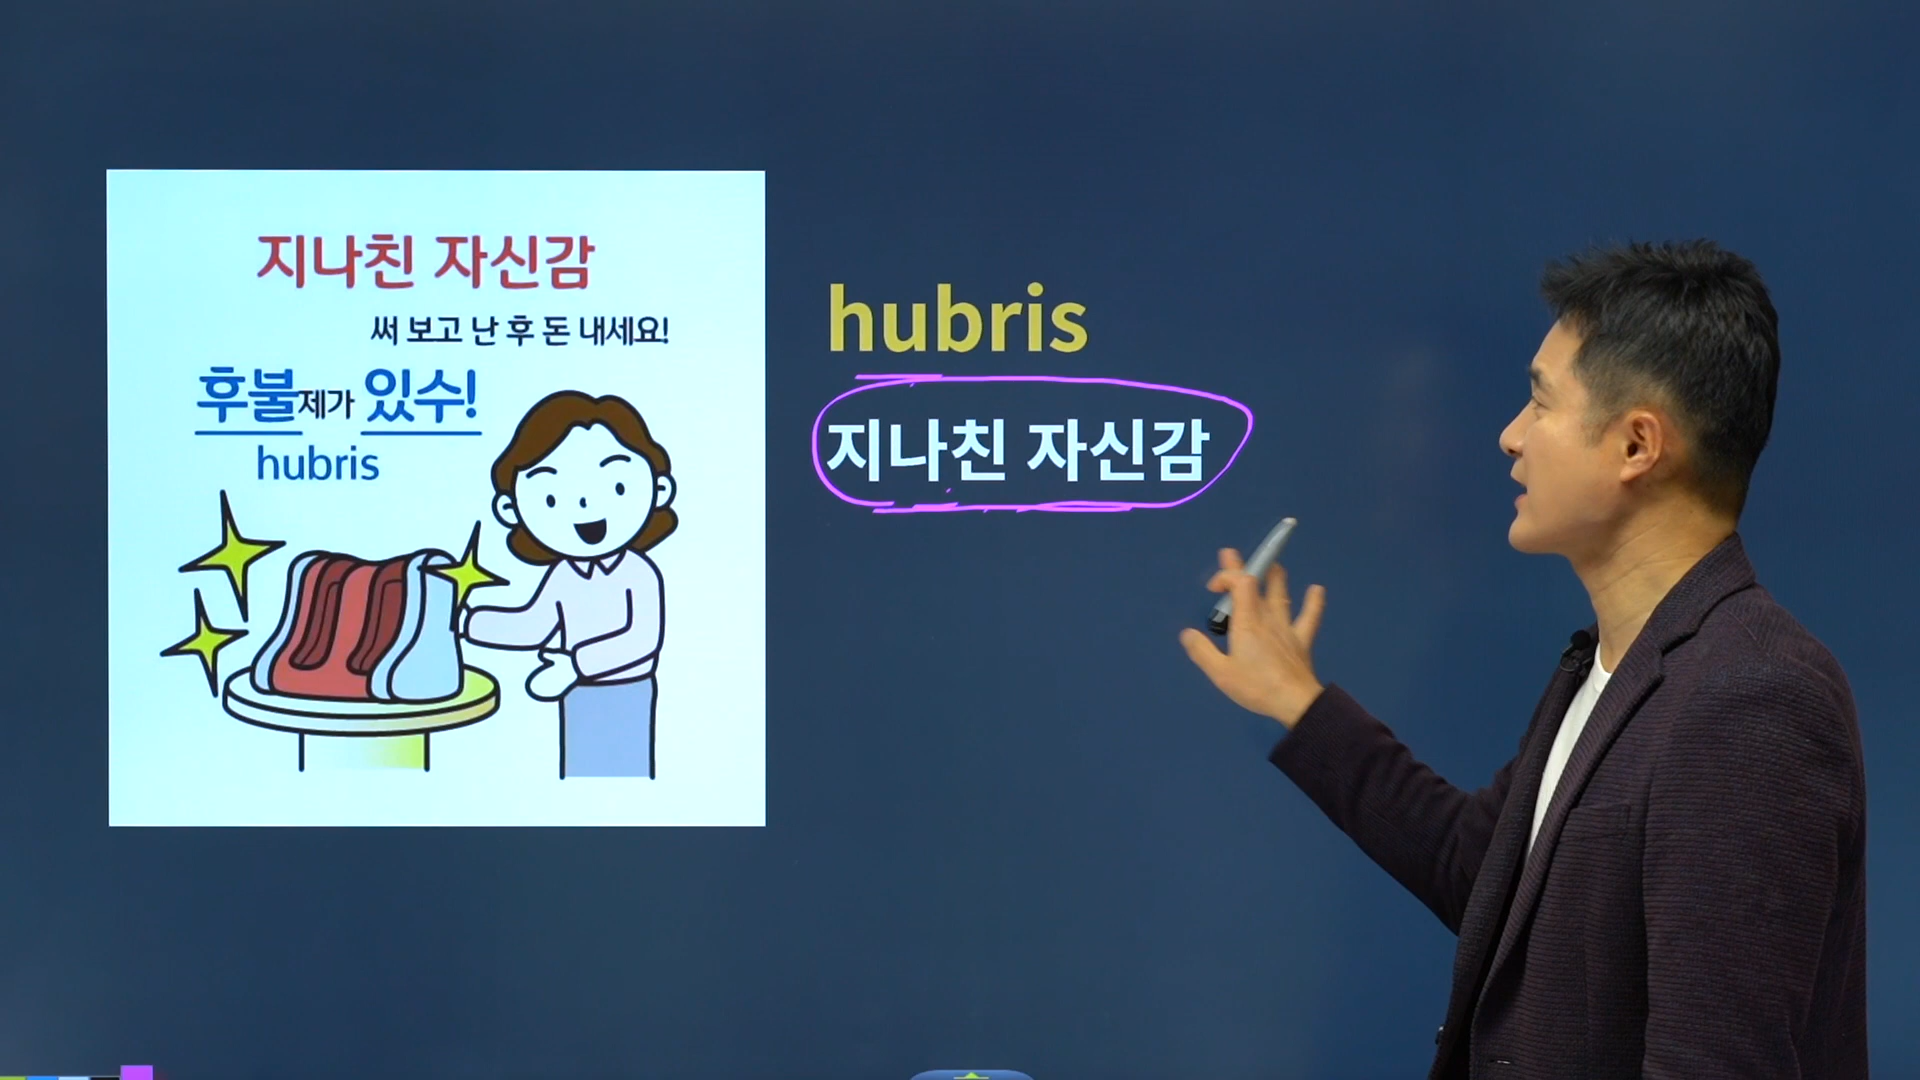 지나친 자신감
써 보고 난 후 돈 내세요!
후불제가 있수!
hubris
hubris
지나친 자신감